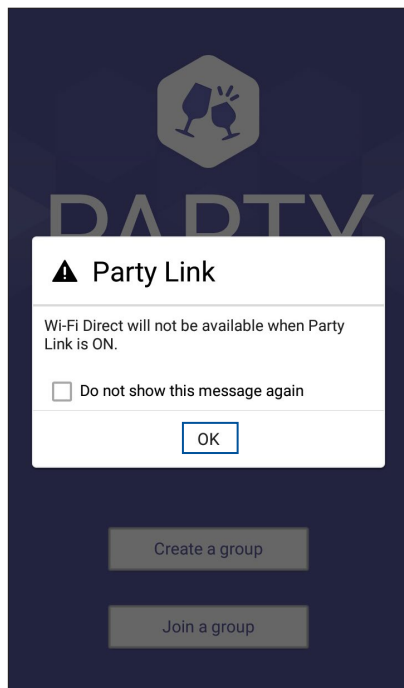 PARTY
Party Link
Wi-Fi Direct will not be available when Party
Link is ON.
Do not show this message again
OK
Create a group
Join a group